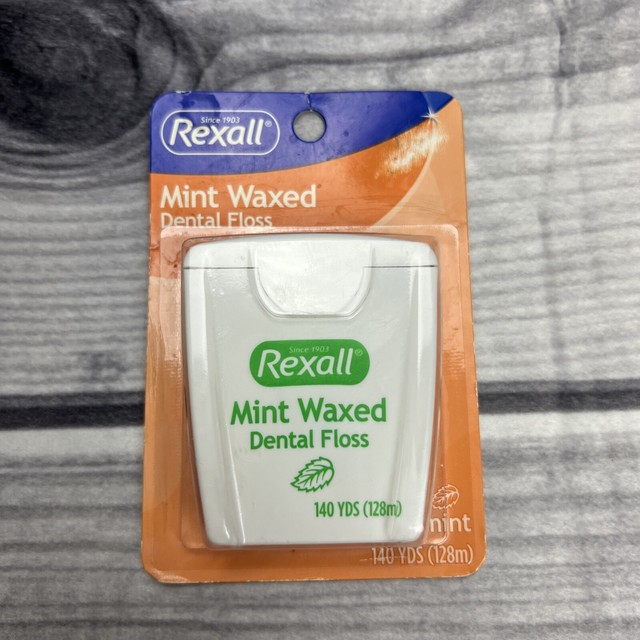 Since 1903
Rexall®
Mint Waxed
Dental Floss
Since 1903
Rexall®
Mint Waxed
Dental Floss
140 YDS (128m)
mint
140 YDS (128m)